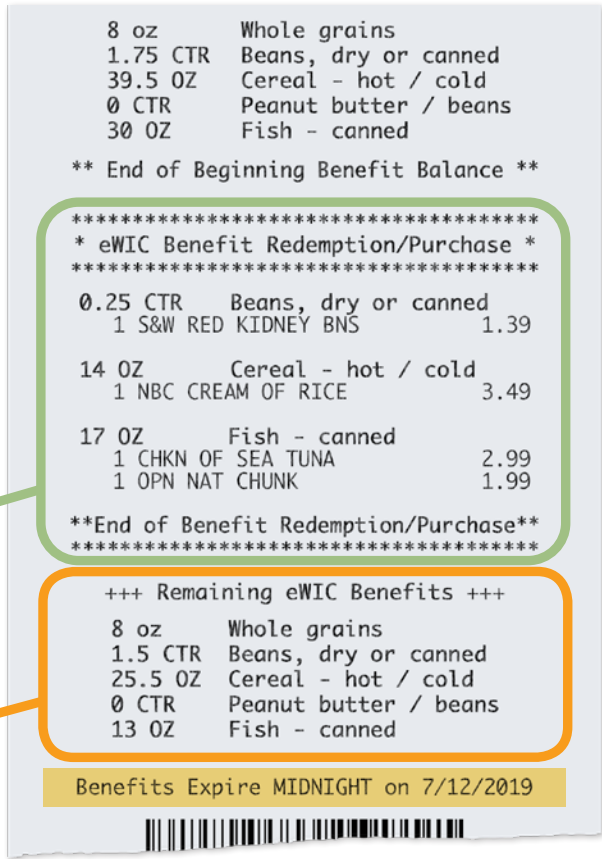 8 oz Whole grains
1.75 CTR Beans, dry or canned
39.5 OZ Cereal - hot / cold
0 CTR Peanut butter / beans
30 OZ Fish - canned
** End of Beginning Benefit Balance **
**************************************
* eWIC Benefit Redemption/Purchase *
**************************************
0.25 CTR Beans, dry or canned
1 S&W RED KIDNEY BNS 1.39
14 OZ Cereal - hot / cold
1 NBC CREAM OF RICE 3.49
17 OZ Fish - canned
1 CHKN OF SEA TUNA 2.99
1 OPN NAT CHUNK 1.99
**End of Benefit Redemption/Purchase**
**************************************
+++ Remaining eWIC Benefits +++
8 oz Whole grains
1.5 CTR Beans, dry or canned
25.5 OZ Cereal - hot / cold
0 CTR Peanut butter / beans
13 OZ Fish - canned
Benefits Expire MIDNIGHT on 7/12/2019